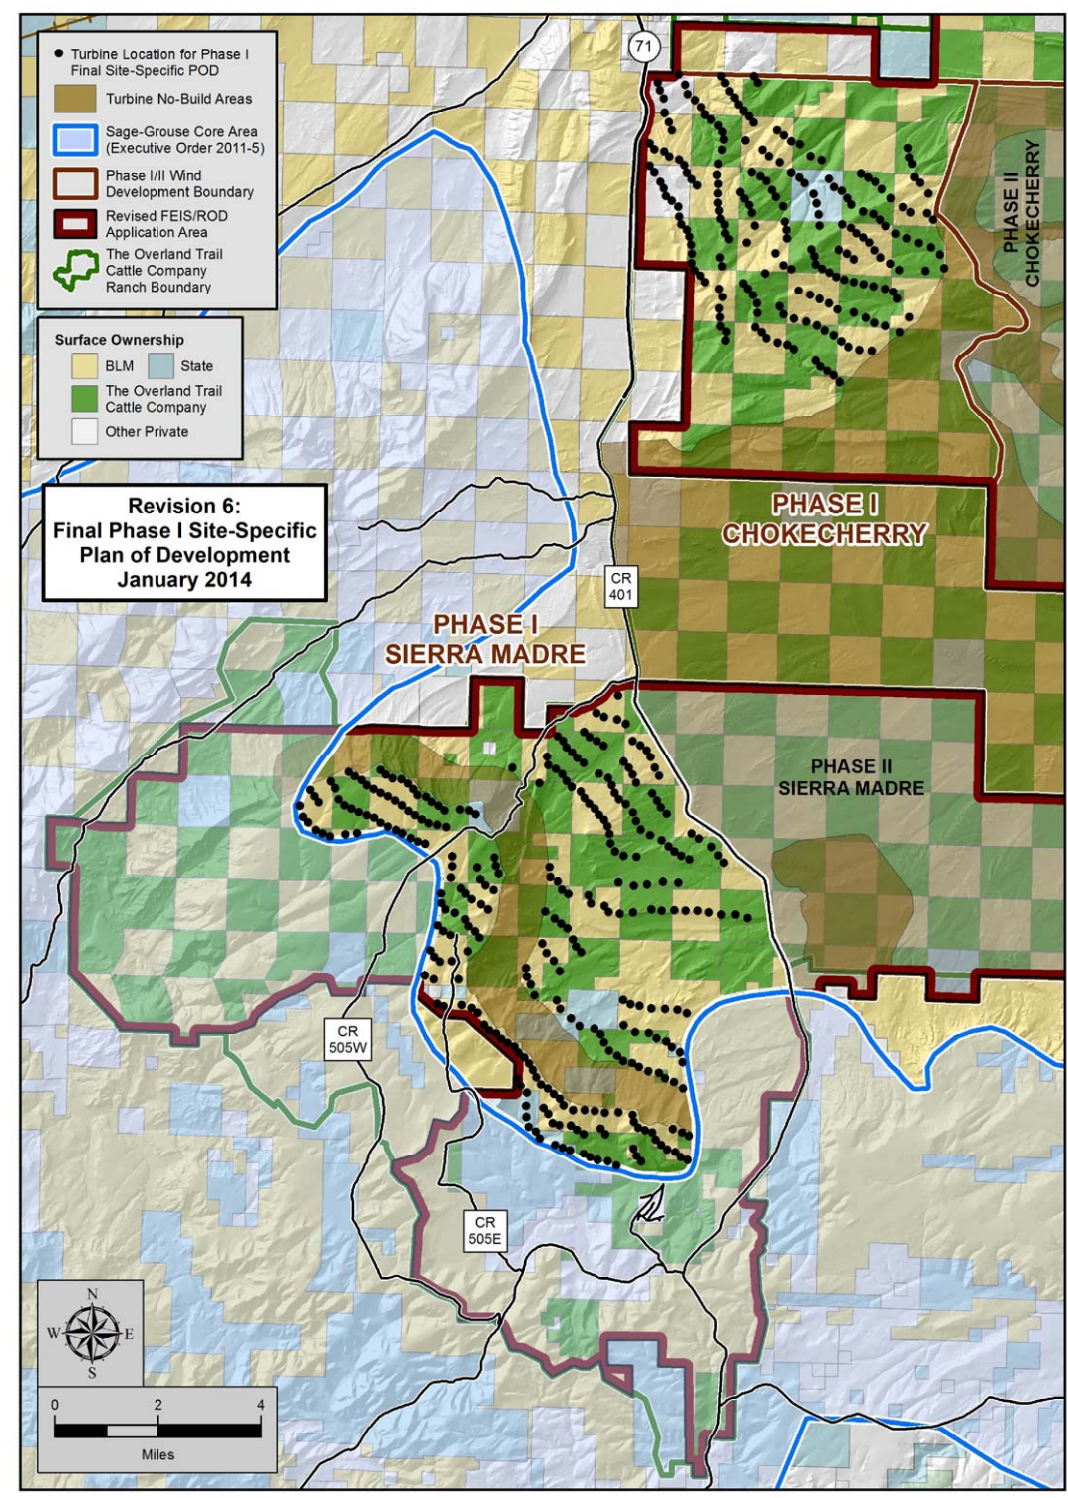 Turbine Location for Phase I
Final Site-Specific POD
Turbine No-Build Areas
Sage-Grouse Core Area
(Executive Order 2011-5)
Phase I/II Wind
Development Boundary
Revised FEIS/ROD
Application Area
The Overland Trail
Cattle Company
Ranch Boundary
Surface Ownership
BLM
State
The Overland Trail
Cattle Company
Other Private
Revision 6:
Final Phase I Site-Specific
Plan of Development
January 2014
71
PHASE II
CHOKECHERRY
PHASE I
CHOKECHERRY
CR
401
PHASE I
SIERRA MADRE
PHASE II
SIERRA MADRE
CR
505W
CR
505E
N
W
E
S
0
2
4
Miles